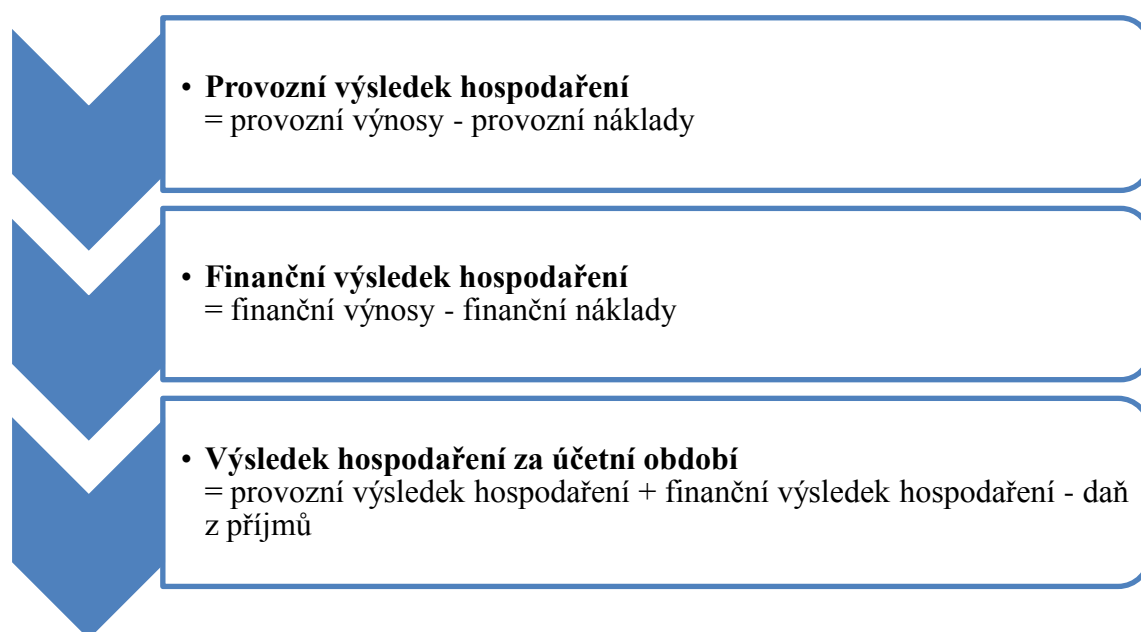 • Provozní výsledek hospodaření
= provozní výnosy - provozní náklady
• Finanční výsledek hospodaření
= finanční výnosy - finanční náklady
• Výsledek hospodaření za účetní období
= provozní výsledek hospodaření + finanční výsledek hospodaření - daň
z příjmů